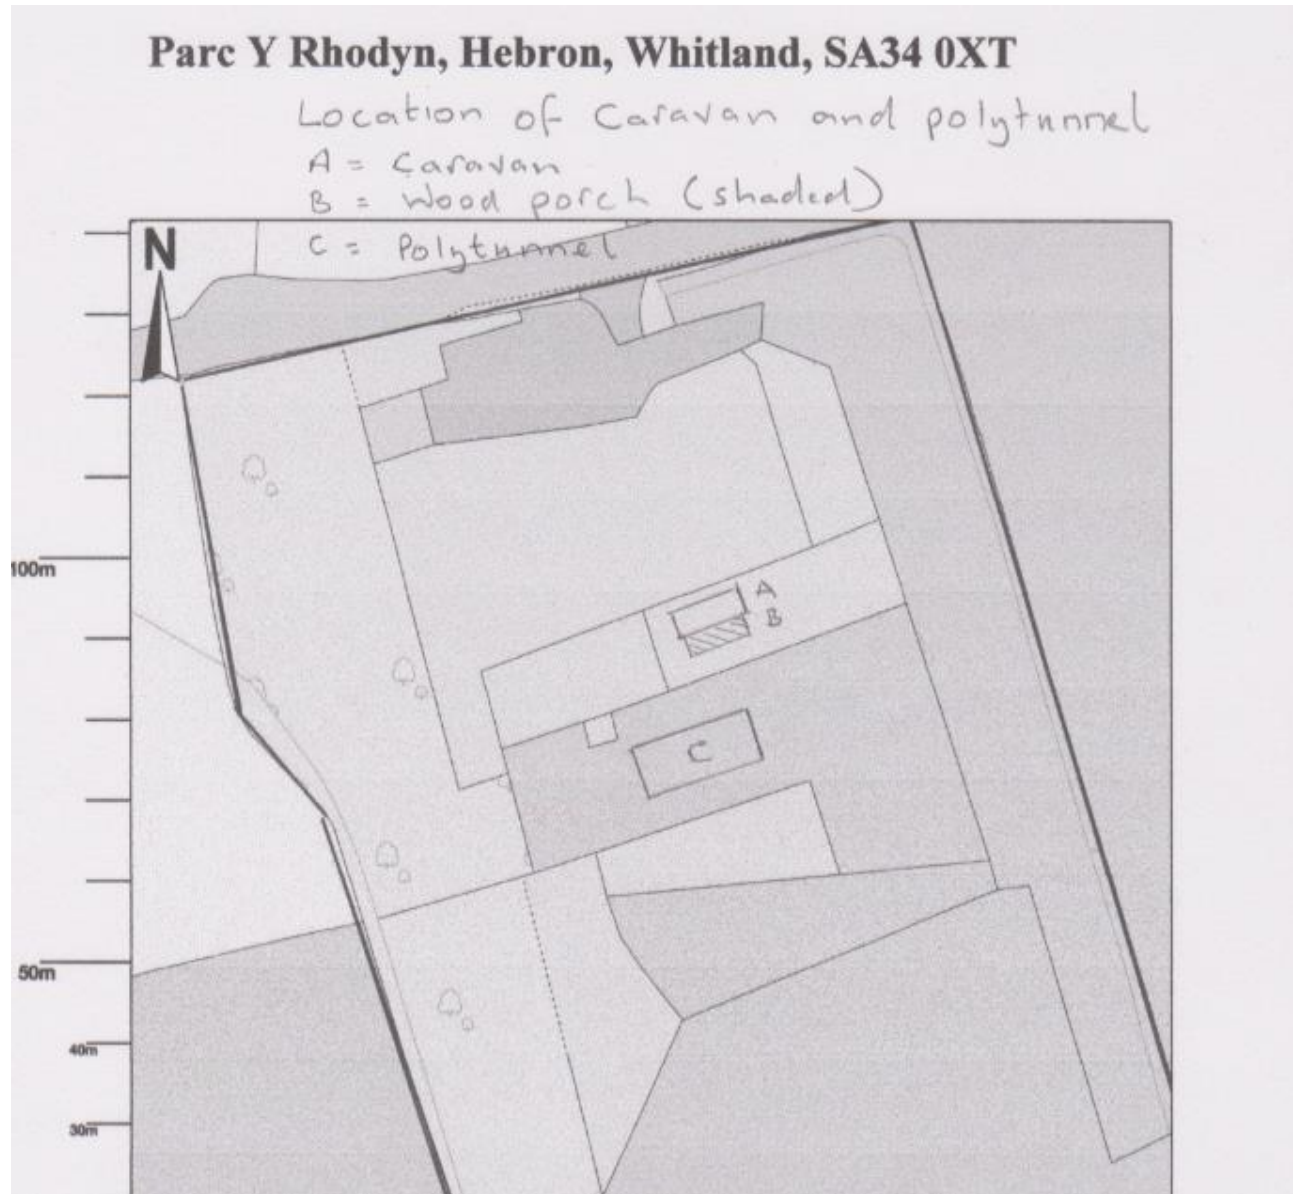 Parc Y Rhodyn, Hebron, Whitland, SA34 0XT
Location of Caravan and polytunnel
A = Caravan
B = Wood porch (shaded)
C = Polytunnel
N
A
B
100m
C
50m
40m
30m